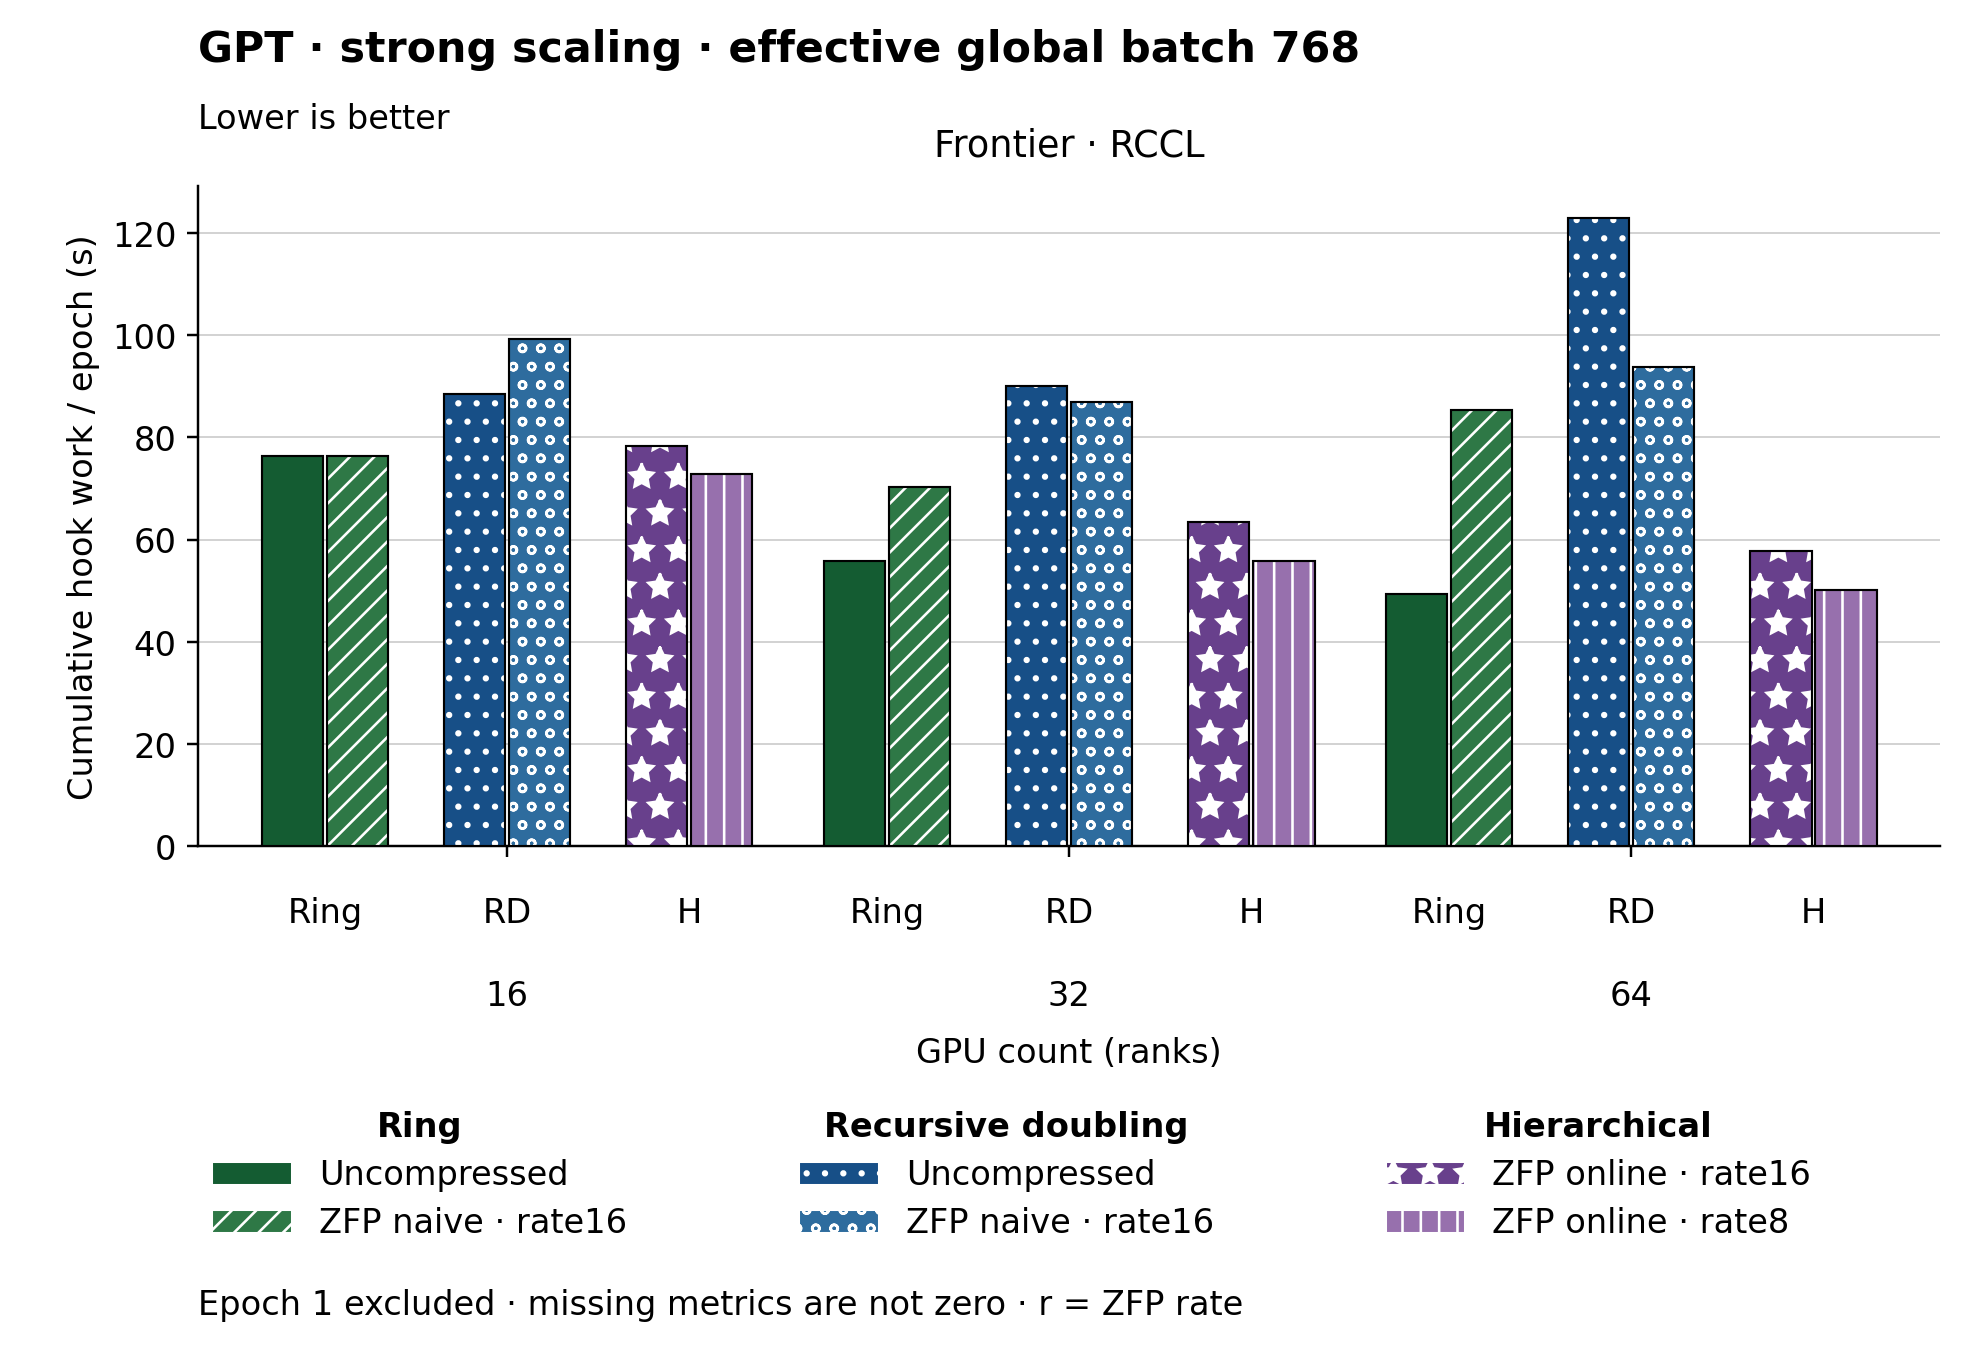 GPT · strong scaling · effective global batch 768
Lower is better
Frontier · RCCL
Cumulative hook work / epoch (s)
120
100
80
60
40
20
0
Ring RD H Ring RD H Ring RD H
16 32 64
GPU count (ranks)
Ring Recursive doubling Hierarchical
Uncompressed Uncompressed ZFP online · rate16
ZFP naive · rate16 ZFP naive · rate16 ZFP online · rate8
Epoch 1 excluded · missing metrics are not zero · r = ZFP rate